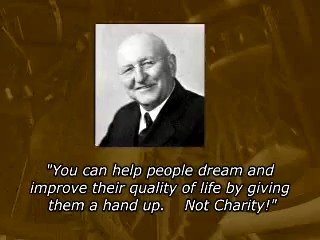 "You can help people dream and
improve their quality of life by giving
them a hand up.    Not Charity!"